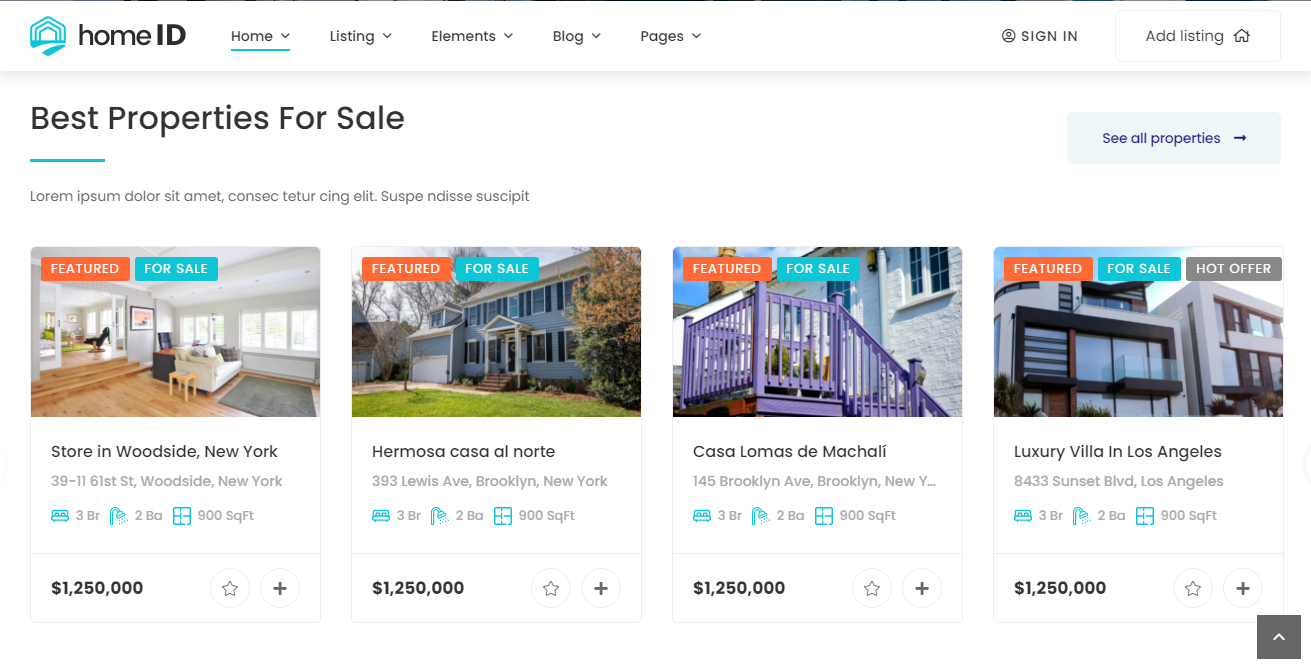 home ID Home Listing Elements Blog Pages SIGN IN Add listing
Best Properties For Sale
See all properties
Lorem ipsum dolor sit amet, consec tetur cing elit. Suspe ndisse suscipit
FEATURED FOR SALE
Store in Woodside, New York
39-11 61st St, Woodside, New York
3 Br 2 Ba 900 SqFt
$1,250,000
FEATURED FOR SALE
Hermosa casa al norte
393 Lewis Ave, Brooklyn, New York
3 Br 2 Ba 900 SqFt
$1,250,000
FEATURED FOR SALE
Casa Lomas de Machalí
145 Brooklyn Ave, Brooklyn, New Y...
3 Br 2 Ba 900 SqFt
$1,250,000
FEATURED FOR SALE HOT OFFER
Luxury Villa In Los Angeles
8433 Sunset Blvd, Los Angeles
3 Br 2 Ba 900 SqFt
$1,250,000